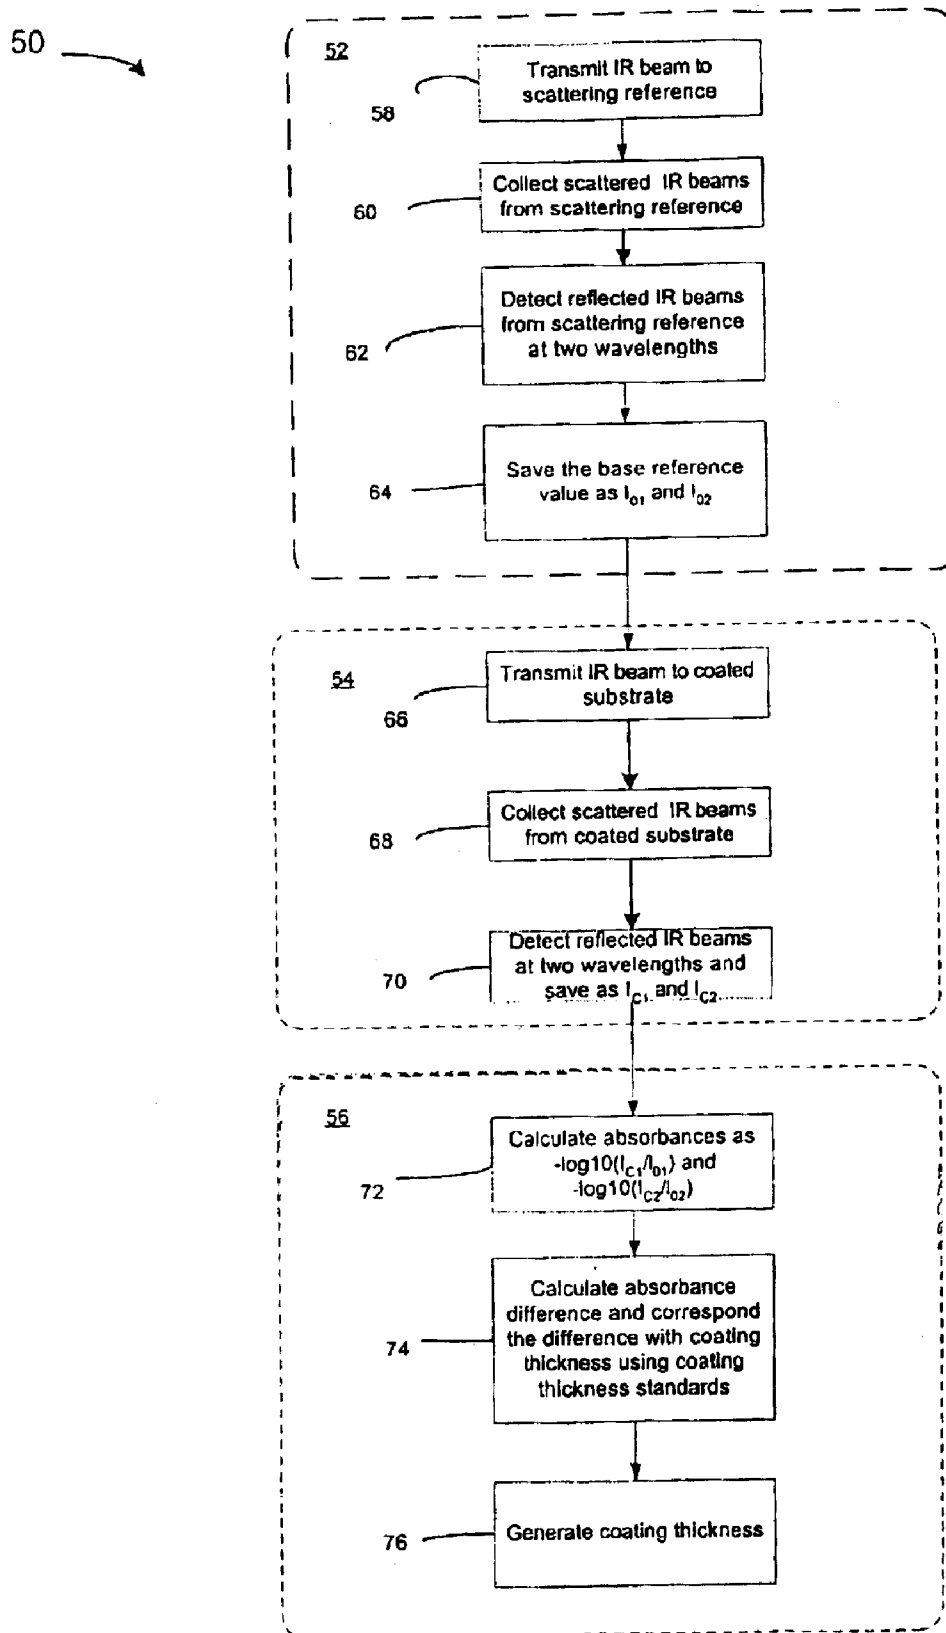 50
52
Transmit IR beam to
scattering reference
58
Collect scattered IR beams
from scattering reference
60
Detect reflected IR beams
from scattering reference
at two wavelengths
62
Save the base reference
value as I01 and I02
64
54
Transmit IR beam to coated
substrate
66
Collect scattered IR beams
from coated substrate
68
Detect reflected IR beams
at two wavelengths and
save as IC1 and IC2
70
56
Calculate absorbances as
-log10(IC1/I01) and
-log10(IC2/I02)
72
Calculate absorbance
difference and correspond
the difference with coating
thickness using coating
thickness standards
74
Generate coating thickness
76